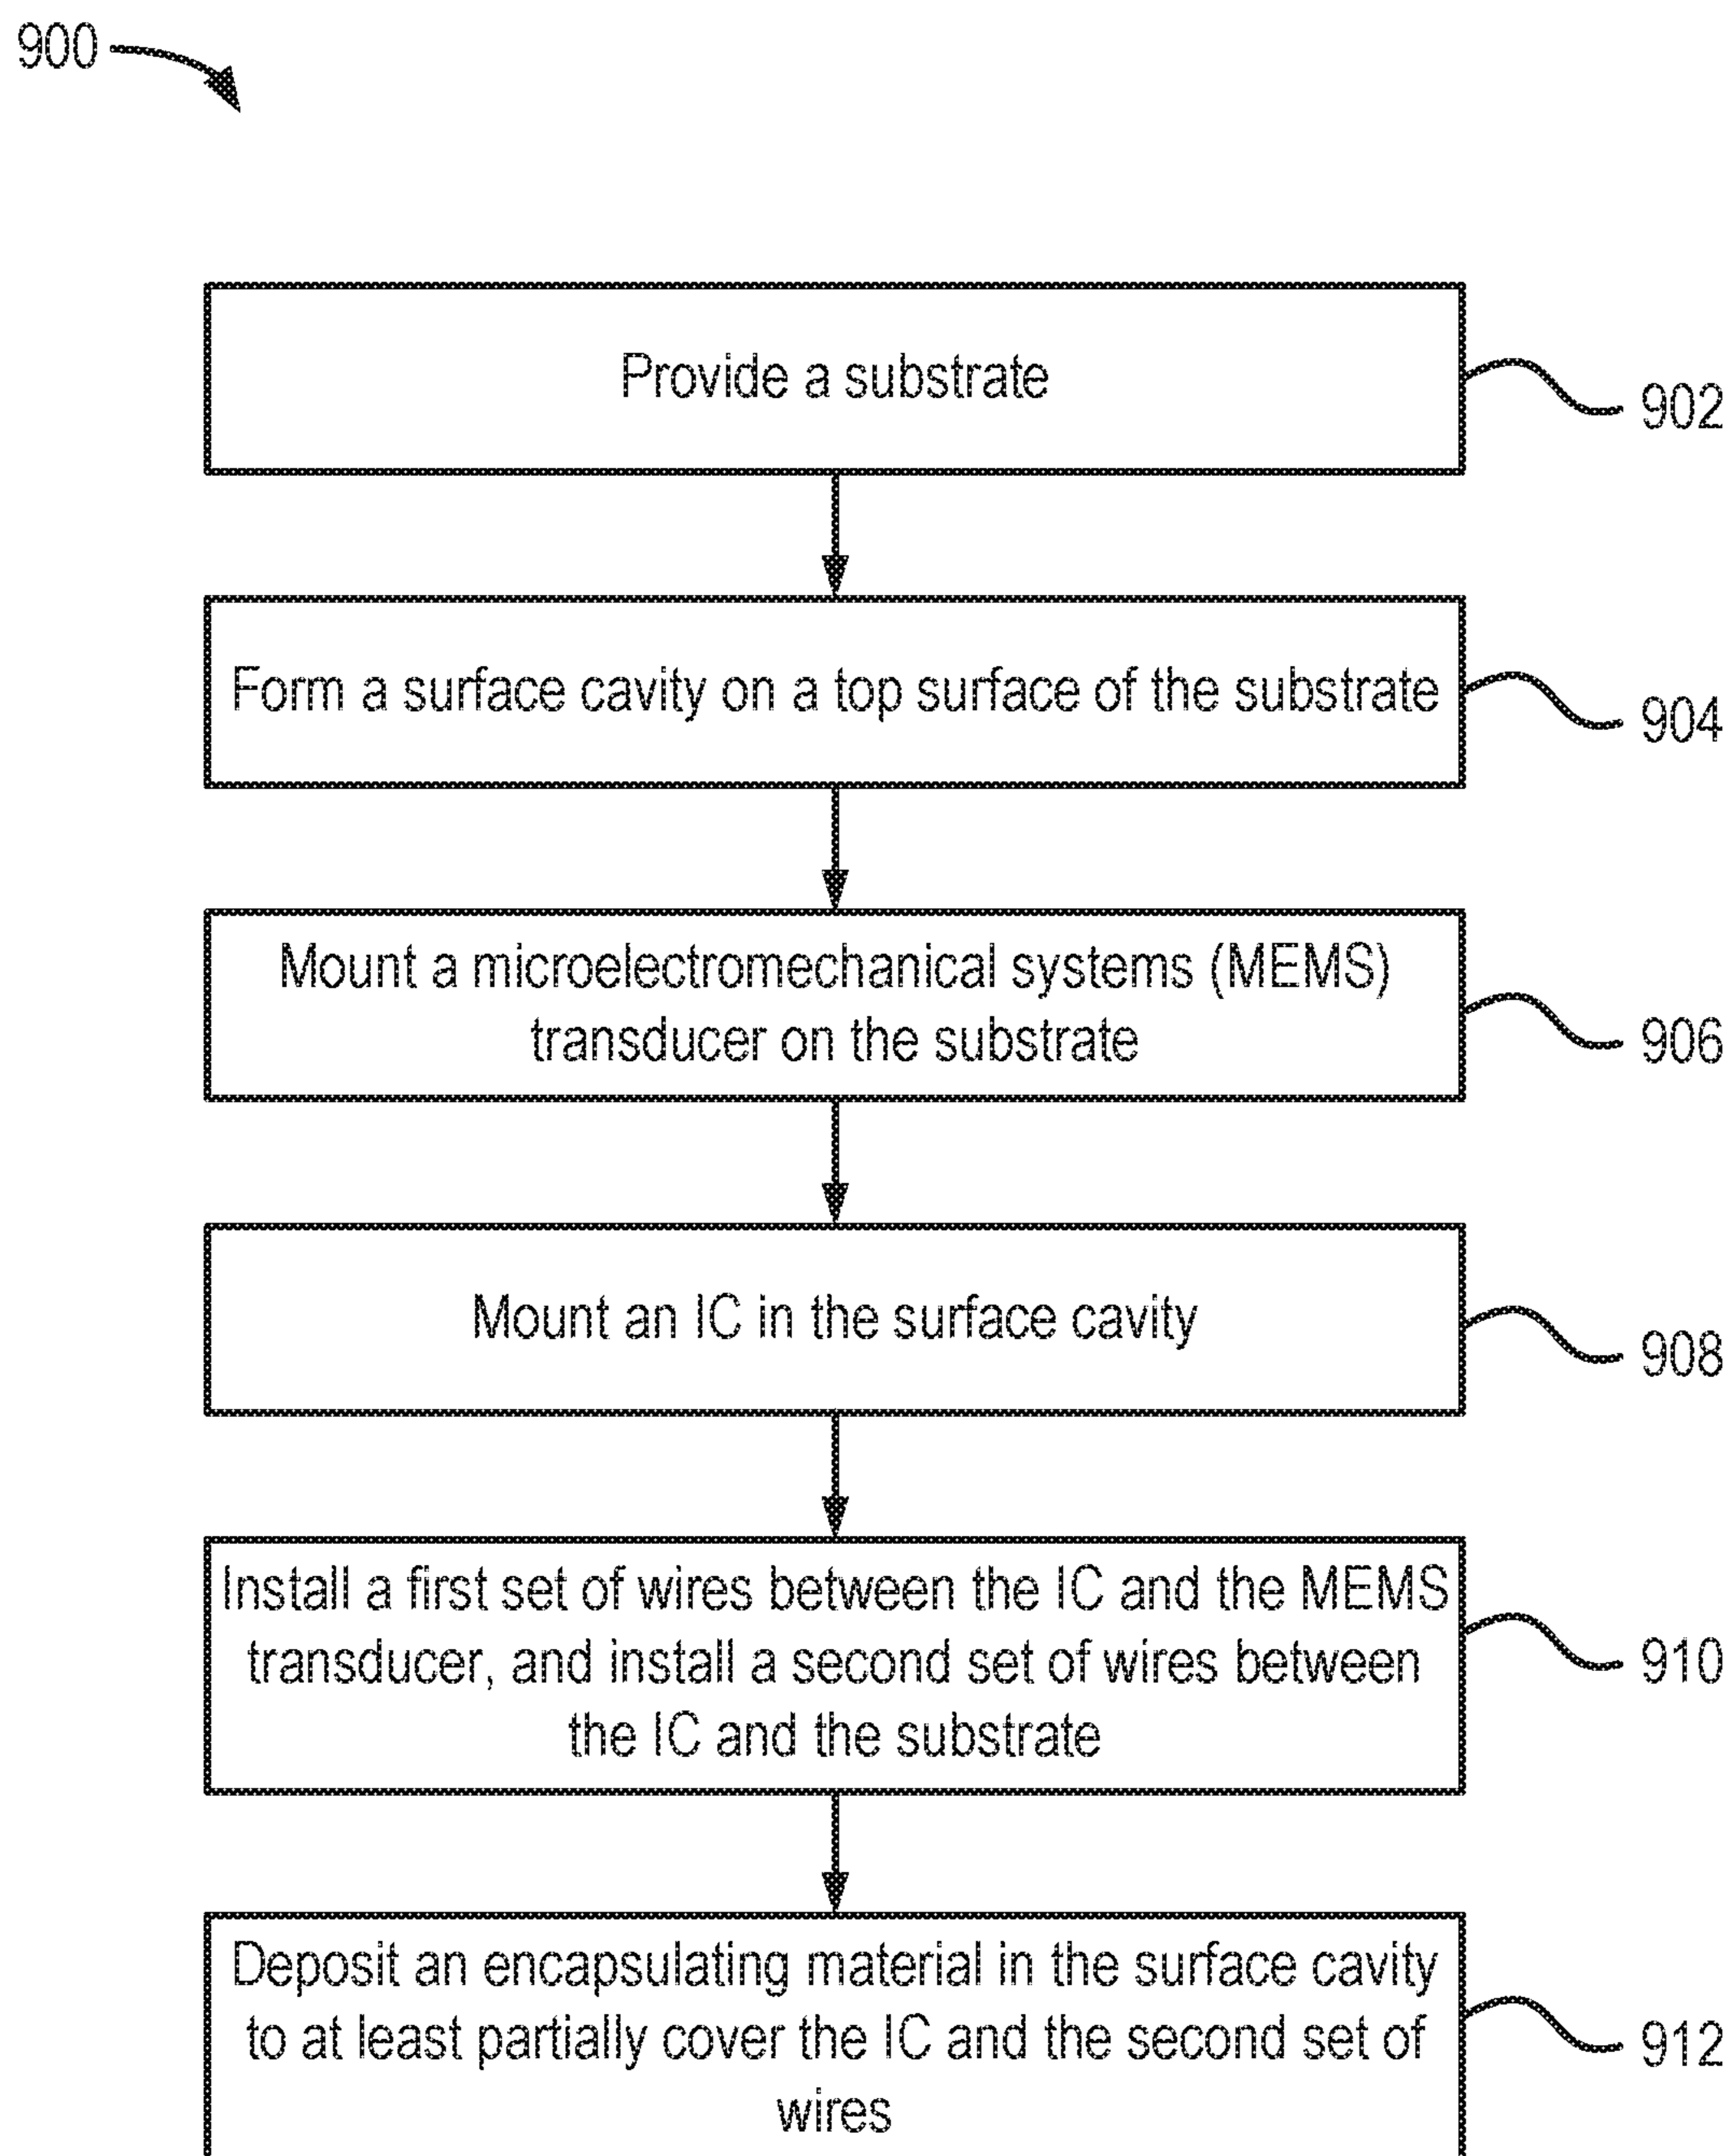 900
Provide a substrate
902
Form a surface cavity on a top surface of the substrate
904
Mount a microelectromechanical systems (MEMS)
transducer on the substrate
906
Mount an IC in the surface cavity
908
Install a first set of wires between the IC and the MEMS
transducer, and install a second set of wires between
the IC and the substrate
910
Deposit an encapsulating material in the surface cavity
to at least partially cover the IC and the second set of
wires
912